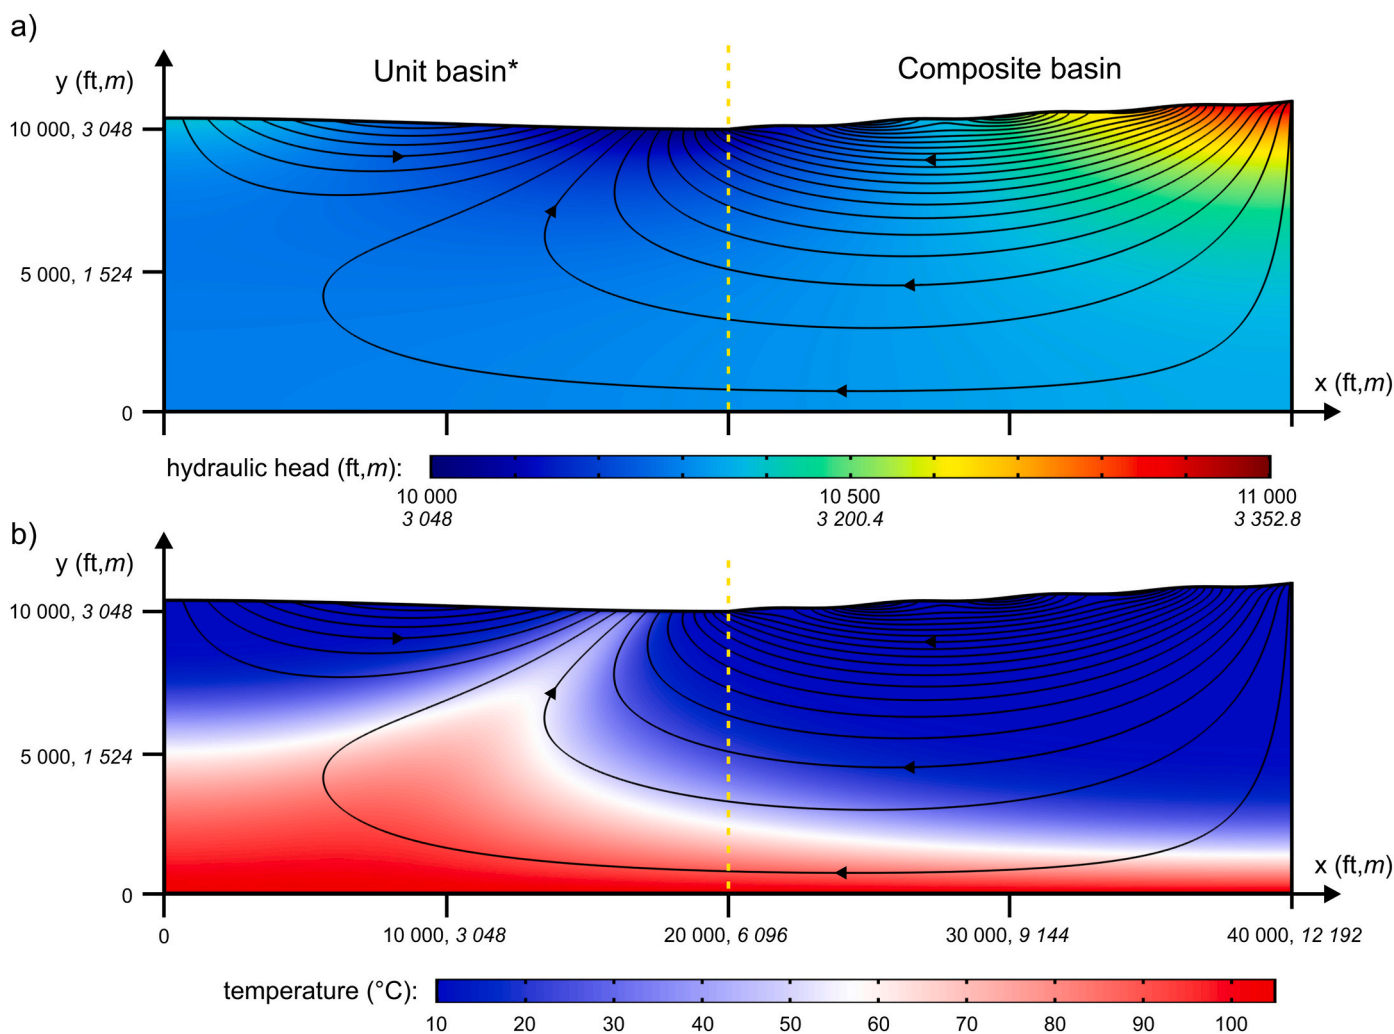 a)
y (ft,m)
Unit basin*
Composite basin
10 000, 3 048
5 000, 1 524
0
x (ft,m)
hydraulic head (ft,m):
10 000
3 048
10 500
3 200.4
11 000
3 352.8
b)
y (ft,m)
10 000, 3 048
5 000, 1 524
0
x (ft,m)
0
10 000, 3 048
20 000, 6 096
30 000, 9 144
40 000, 12 192
temperature (°C):
10 20 30 40 50 60 70 80 90 100